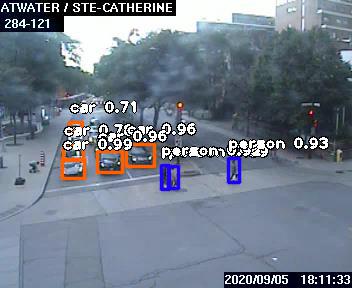 ATWATER / STE-CATHERINE
284-121
car 0.71
car 0.96
car 0.99
person 0.93
2020/09/05 18:11:33